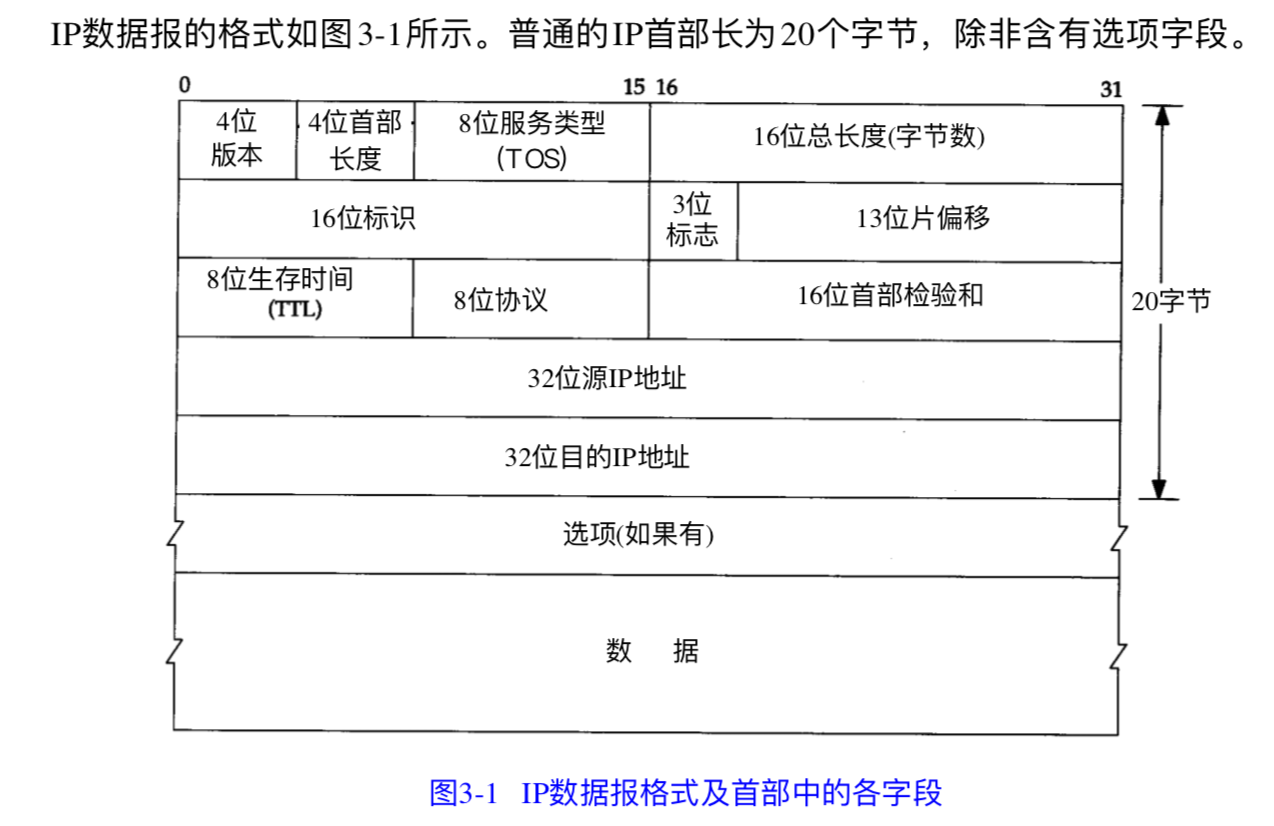 IP数据报的格式如图3-1所示。普通的IP首部长为20个字节，除非含有选项字段。
0 15 16 31
4位
版本
4位首部
长度
8位服务类型
(TOS)
16位总长度(字节数)
16位标识
3位
标志
13位片偏移
8位生存时间
(TTL)
8位协议
16位首部检验和
20字节
32位源IP地址
32位目的IP地址
选项(如果有)
数 据
图3-1 IP数据报格式及首部中的各字段